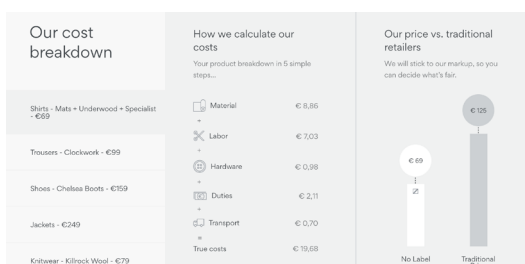 Our cost
breakdown
Shirts - Mats + Underwood + Specialist
- €69
Trousers - Clockwork - €99
Shoes - Chelsea Boots - €159
Jackets - €249
Knitwear - Killrock Wool - €79
How we calculate our
costs
Your product breakdown in 5 simple
steps...
Material € 8,86
+
Labor € 7,03
+
Hardware € 0,98
+
Duties € 2,11
+
Transport € 0,70
=
True costs € 19,68
Our price vs. traditional
retailers
We will stick to our markup, so you
can decide what's fair.
€ 125
€ 69
No Label
Traditional